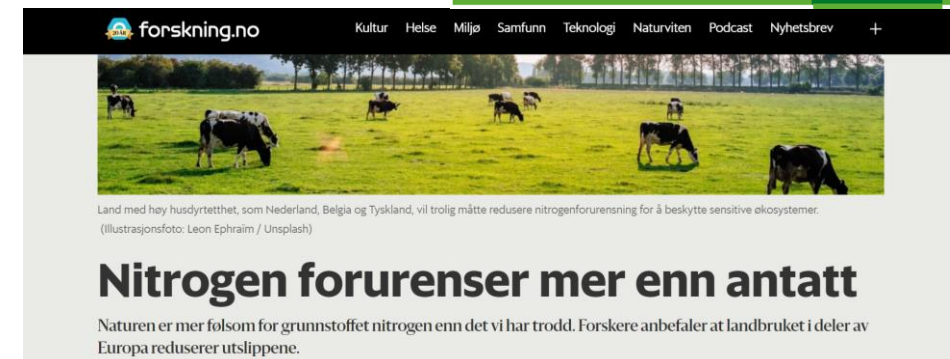 20 ÅR
forskning.no
Kultur Helse Miljø Samfunn Teknologi Naturviten Podcast Nyhetsbrev +
Land med høy husdyrtetthet, som Nederland, Belgia og Tyskland, vil trolig måtte redusere nitrogenforurensning for å beskytte sensitive økosystemer.
(Illustrasjonsfoto: Leon Ephraïm / Unsplash)
Nitrogen forurenser mer enn antatt
Naturen er mer følsom for grunnstoffet nitrogen enn det vi har trodd. Forskere anbefaler at landbruket i deler av
Europa reduserer utslippene.